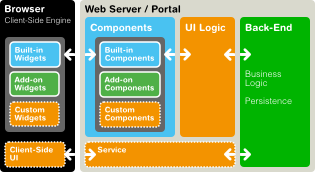 Browser
Client-Side Engine
Built-in
Widgets
Add-on
Widgets
Custom
Widgets
Client-Side
UI
Web Server / Portal
Components
Built-in
Components
Add-on
Components
Custom
Components
UI Logic
Service
Back-End
Business
Logic
Persistence